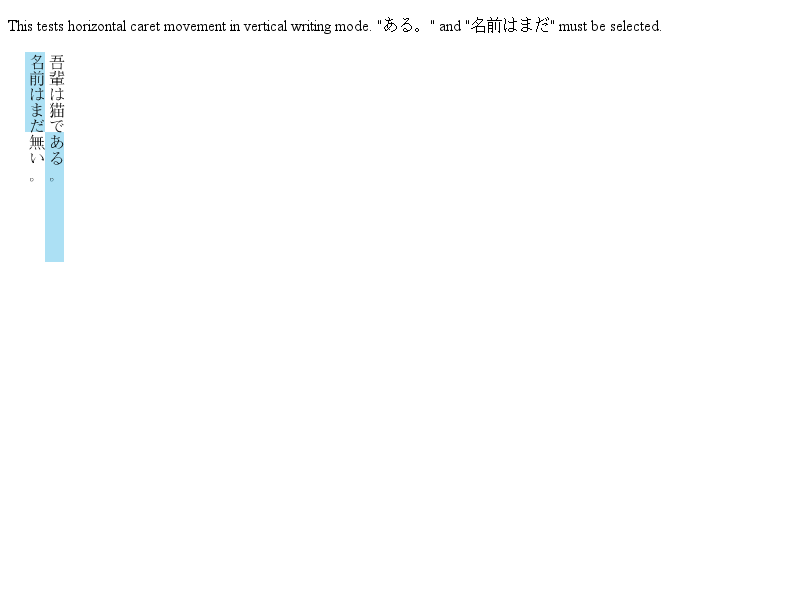 This tests horizontal caret movement in vertical writing mode. "ある。" and "名前はまだ" must be selected.
吾輩は猫である。
名前はまだ無い。